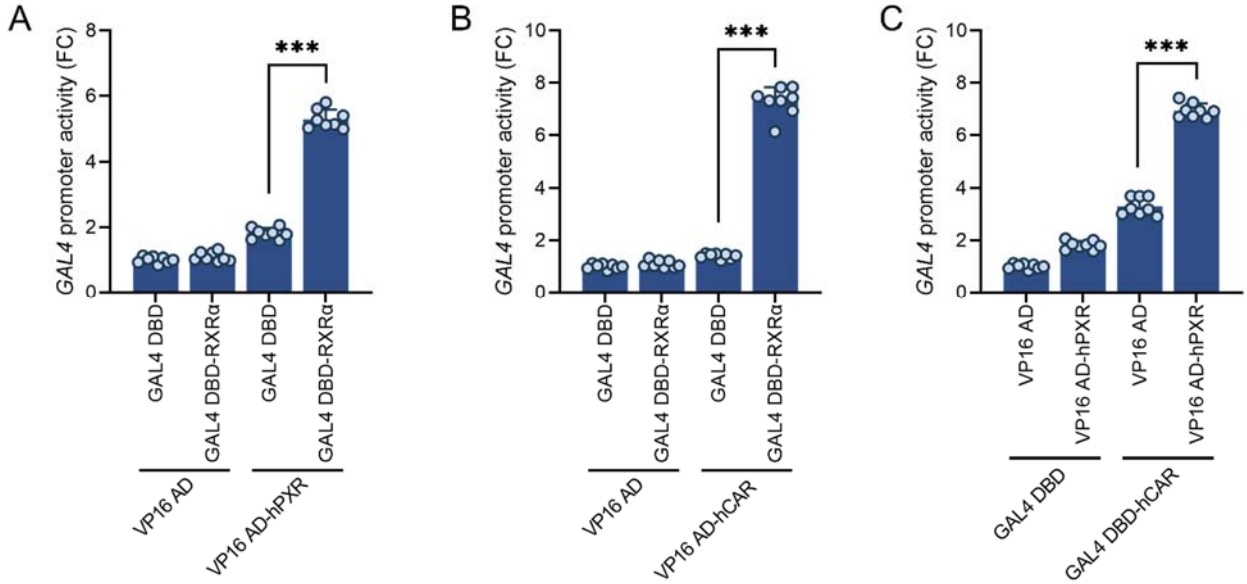 A
GAL4 promoter activity (FC)
8
6
4
2
0
***
GAL4 DBD
GAL4 DBD-RXRα
GAL4 DBD
GAL4 DBD-RXRα
VP16 AD
VP16 AD-hPXR
B
GAL4 promoter activity (FC)
10
8
6
4
2
0
***
GAL4 DBD
GAL4 DBD-RXRα
GAL4 DBD
GAL4 DBD-RXRα
VP16 AD
VP16 AD-hCAR
C
GAL4 promoter activity (FC)
10
8
6
4
2
0
***
VP16 AD
VP16 AD-hPXR
VP16 AD
VP16 AD-hPXR
GAL4 DBD
GAL4 DBD-hCAR